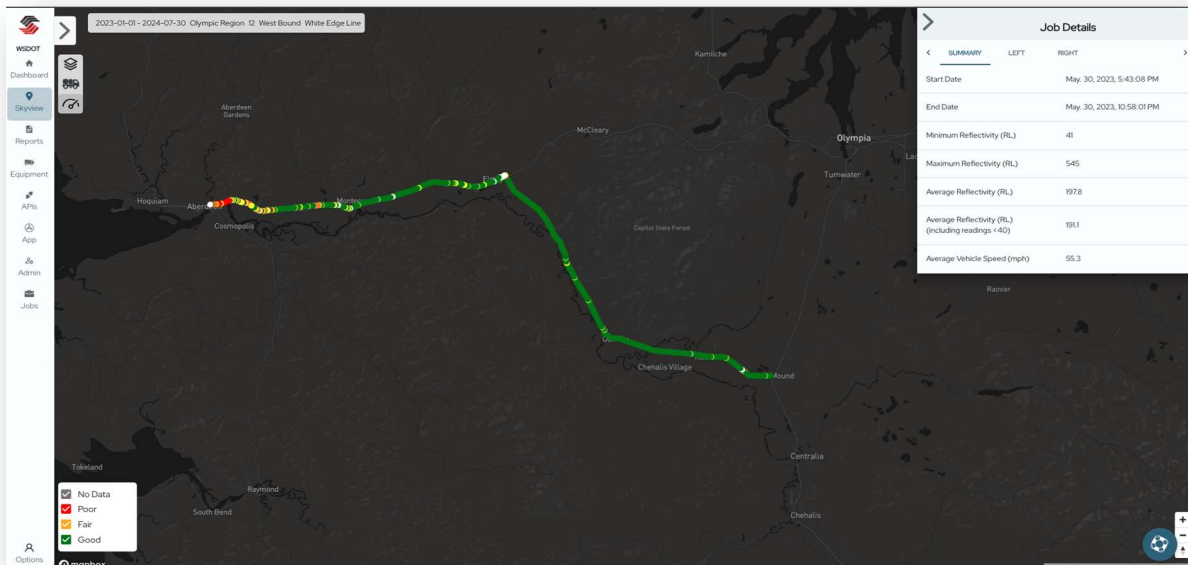 WSDOT
Dashboard
Skyview
Reports
Equipment
APIs
App
Admin
Jobs
Options
2023-01-01 - 2024-07-30 Olympic Region 12 West Bound White Edge Line
Kamilche
Aberdeen
Gardens
McCleary
Olympia
Tumwater
Hoquiam
Cosmopolis
Capitol State Forest
Rainier
Chehalis Village
Mound
Centralia
Tokeland
Raymond
South Bend
Chehalis
No Data
Poor
Fair
Good
mapbox
Job Details
SUMMARY LEFT RIGHT
Start Date May. 30, 2023, 5:43:08 PM
End Date May. 30, 2023, 10:58:01 PM
Minimum Reflectivity (RL) 41
Maximum Reflectivity (RL) 545
Average Reflectivity (RL) 197.8
Average Reflectivity (RL)
(including readings <40) 191.1
Average Vehicle Speed (mph) 55.3